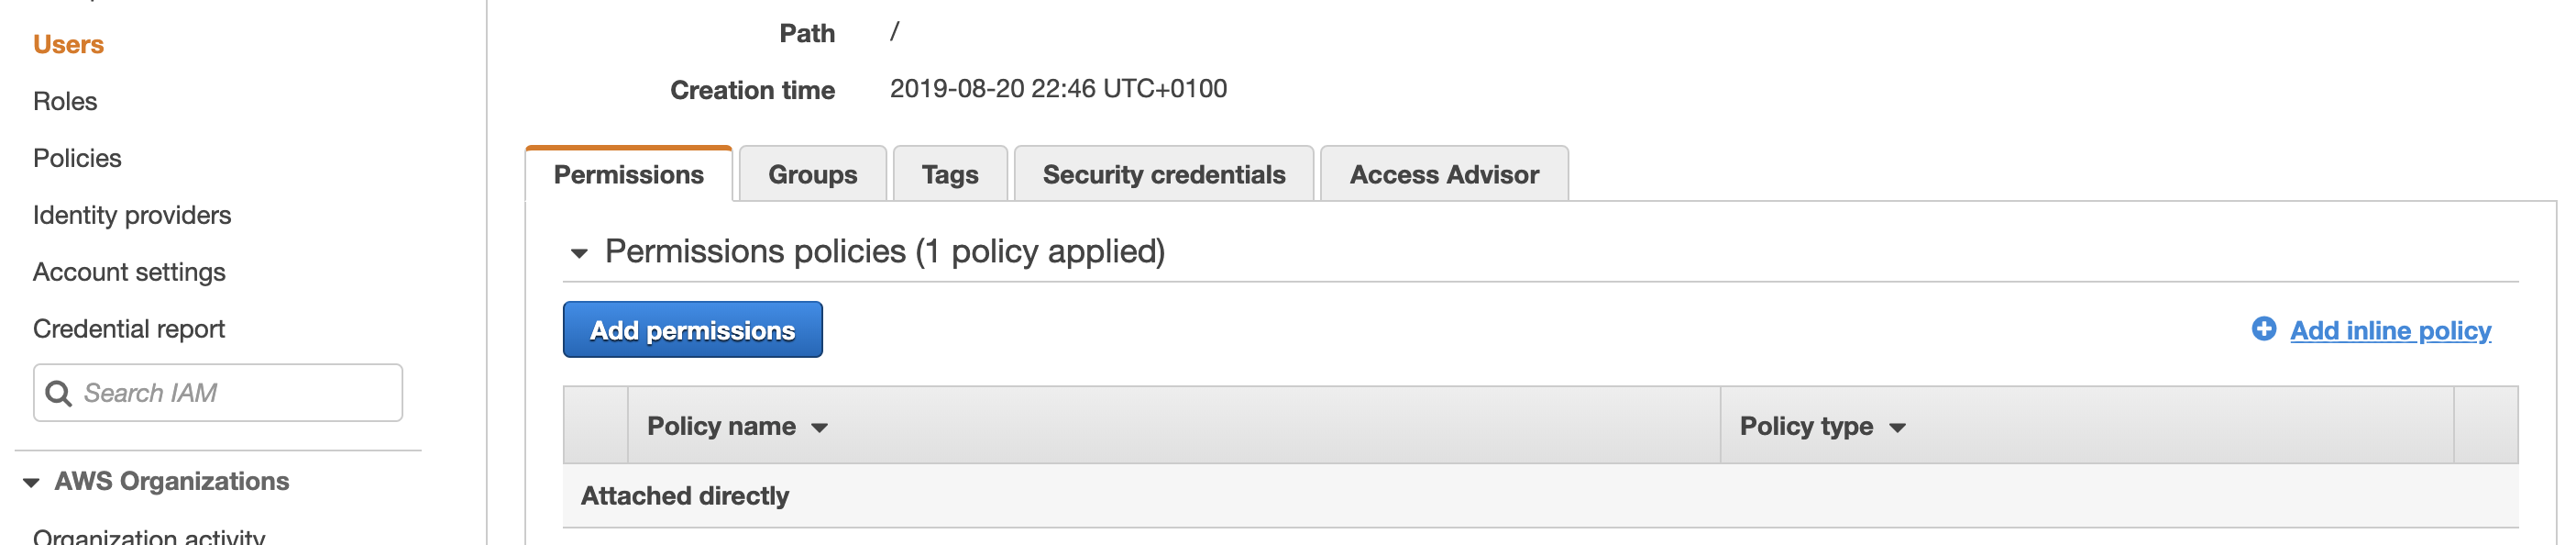 Users
Roles
Policies
Identity providers
Account settings
Credential report
Search IAM
AWS Organizations
Organization activity
Path /
Creation time 2019-08-20 22:46 UTC+0100
Permissions Groups Tags Security credentials Access Advisor
Permissions policies (1 policy applied)
Add permissions
Add inline policy
Policy name Policy type
Attached directly